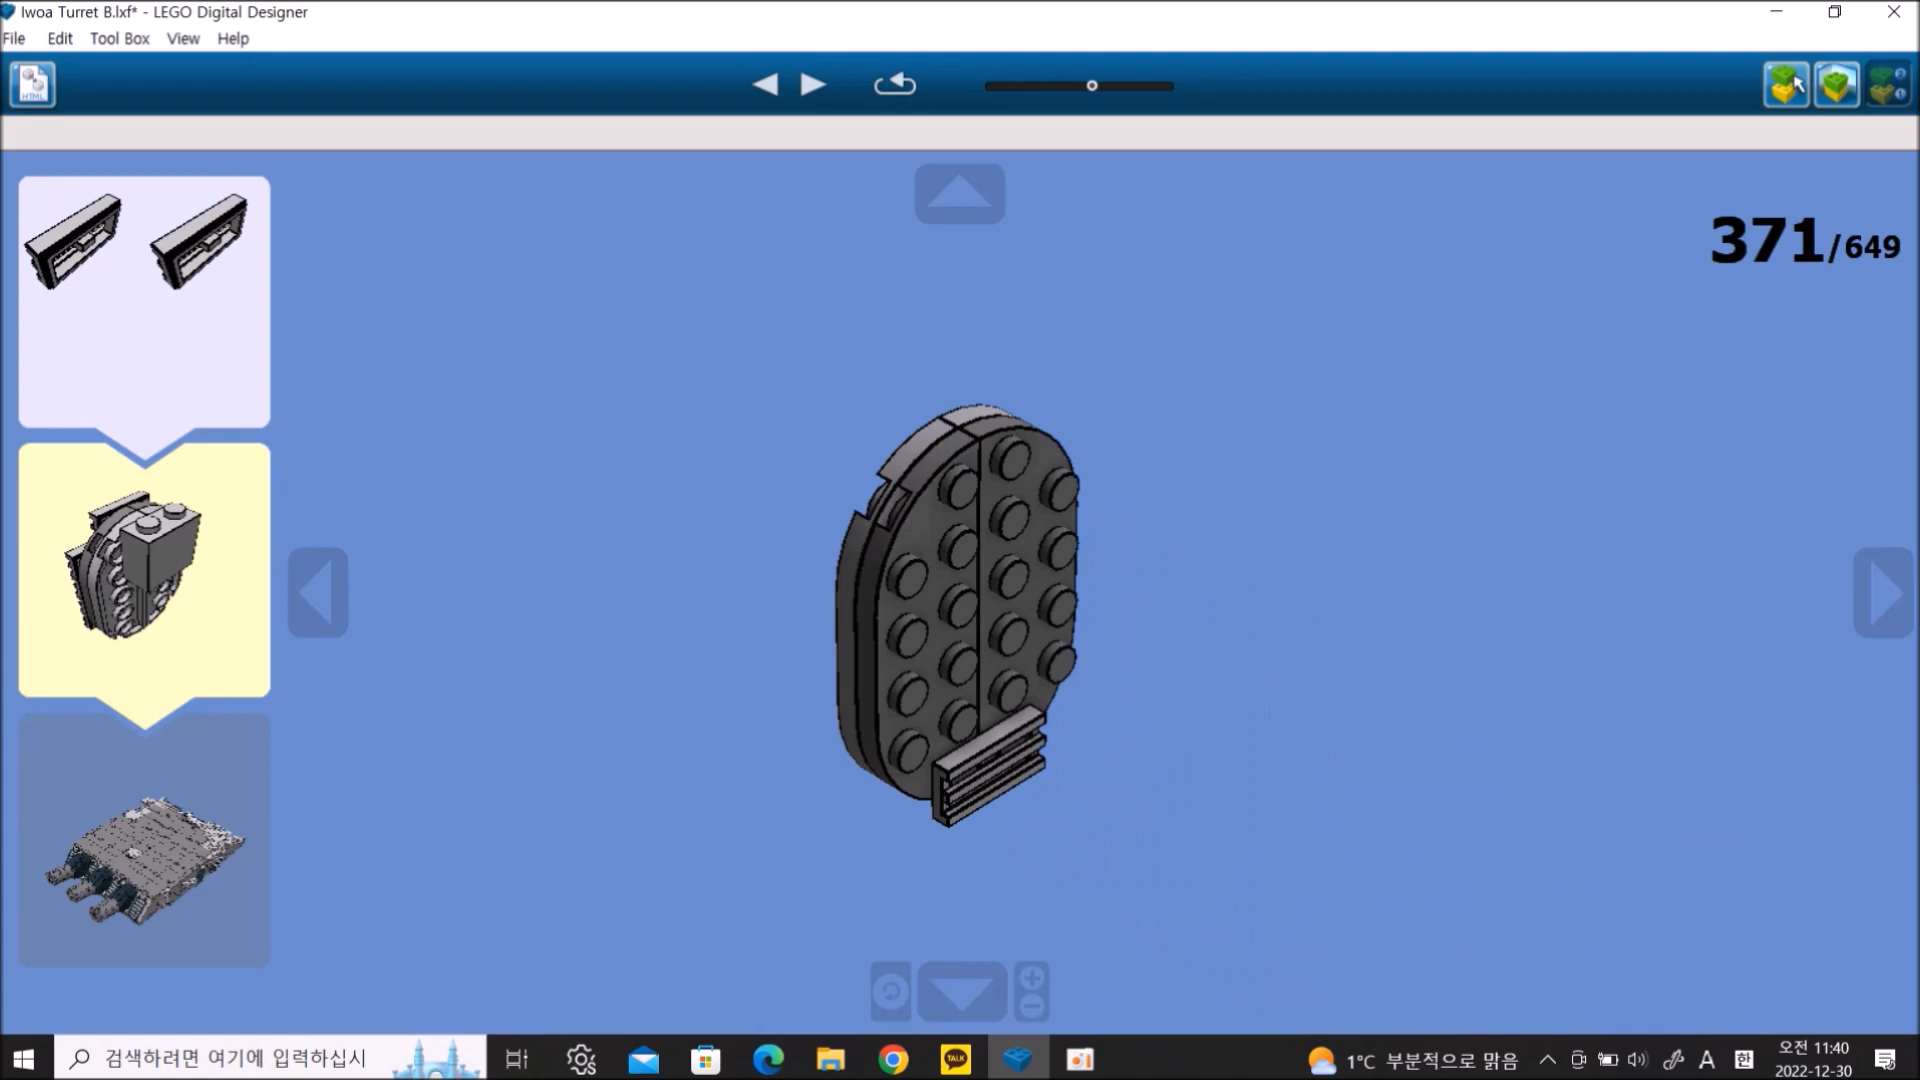 Iwoa Turret B.lxf* - LEGO Digital Designer
File Edit Tool Box View Help
HTML
371/649
검색하려면 여기에 입력하십시
TALK
1°C 부분적으로 맑음
A
한
오전 11:40
2022-12-30